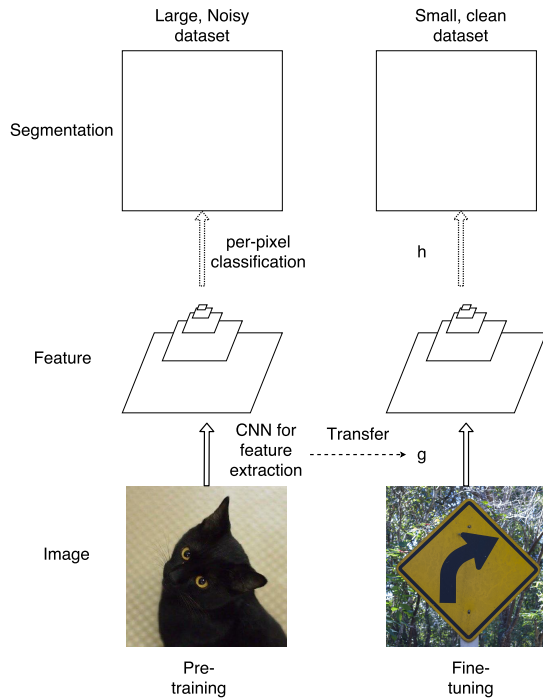 Large, Noisy
dataset
Small, clean
dataset
Segmentation
per-pixel
classification
h
Feature
CNN for
feature
extraction
Transfer
g
Image
Pre-
training
Fine-
tuning